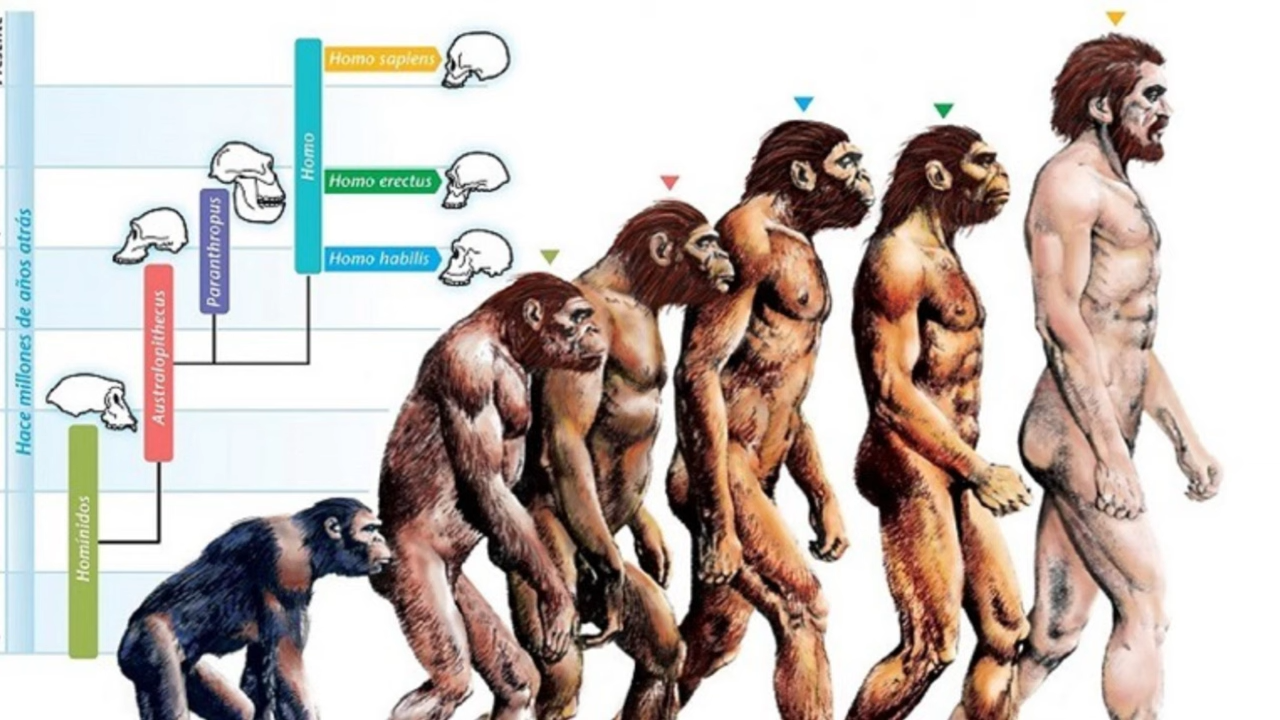 Homo sapiens
Homo
Homo erectus
Paranthropus
Homo habilis
Australopithecus
Homínidos
Hace millones de años atrás